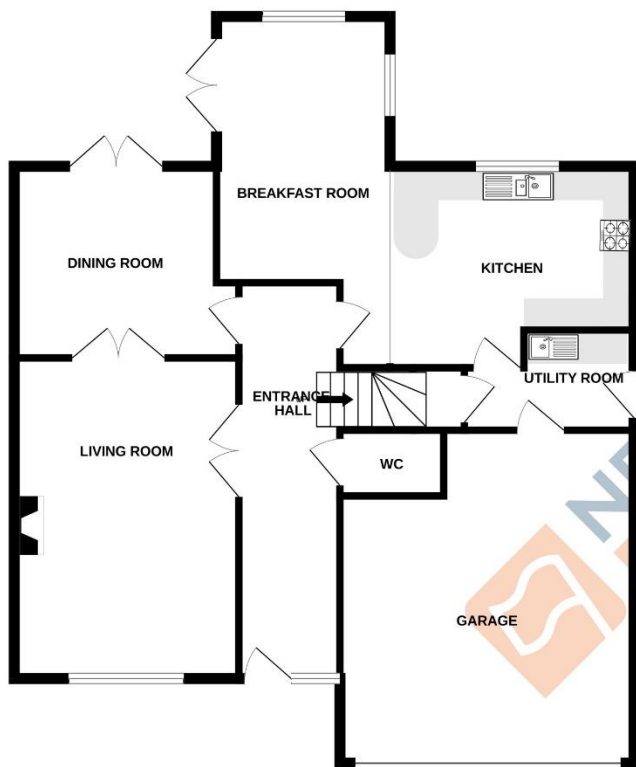 BREAKFAST ROOM
DINING ROOM
KITCHEN
UTILITY ROOM
ENTRANCE
HALL
LIVING ROOM
WC
GARAGE